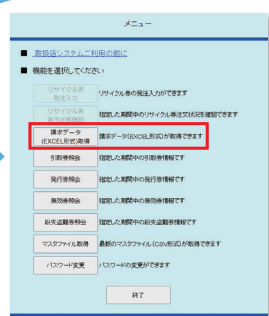 メニュー
■ 取扱店システムご利用の前に
■ 機能を選択してください
リサイクル券
発注入力
リサイクル券の発注入力ができます
リサイクル券
指定した期間中のリサイクル券注文状況を確認できます
請求データ
(EXCEL形式)取得
請求データ(EXCEL形式)が取得できます
引取券照会
指定した期間中の引取券情報です
発行券照会
指定した期間中の発行券情報です
無効券照会
指定した期間中の無効券情報です
紛失盗難券照会
指定した期間中の紛失盗難券情報です
マスタファイル取得
最新のマスタファイル(CSV形式)が取得できます
パスワード変更
パスワードの変更ができます
終了